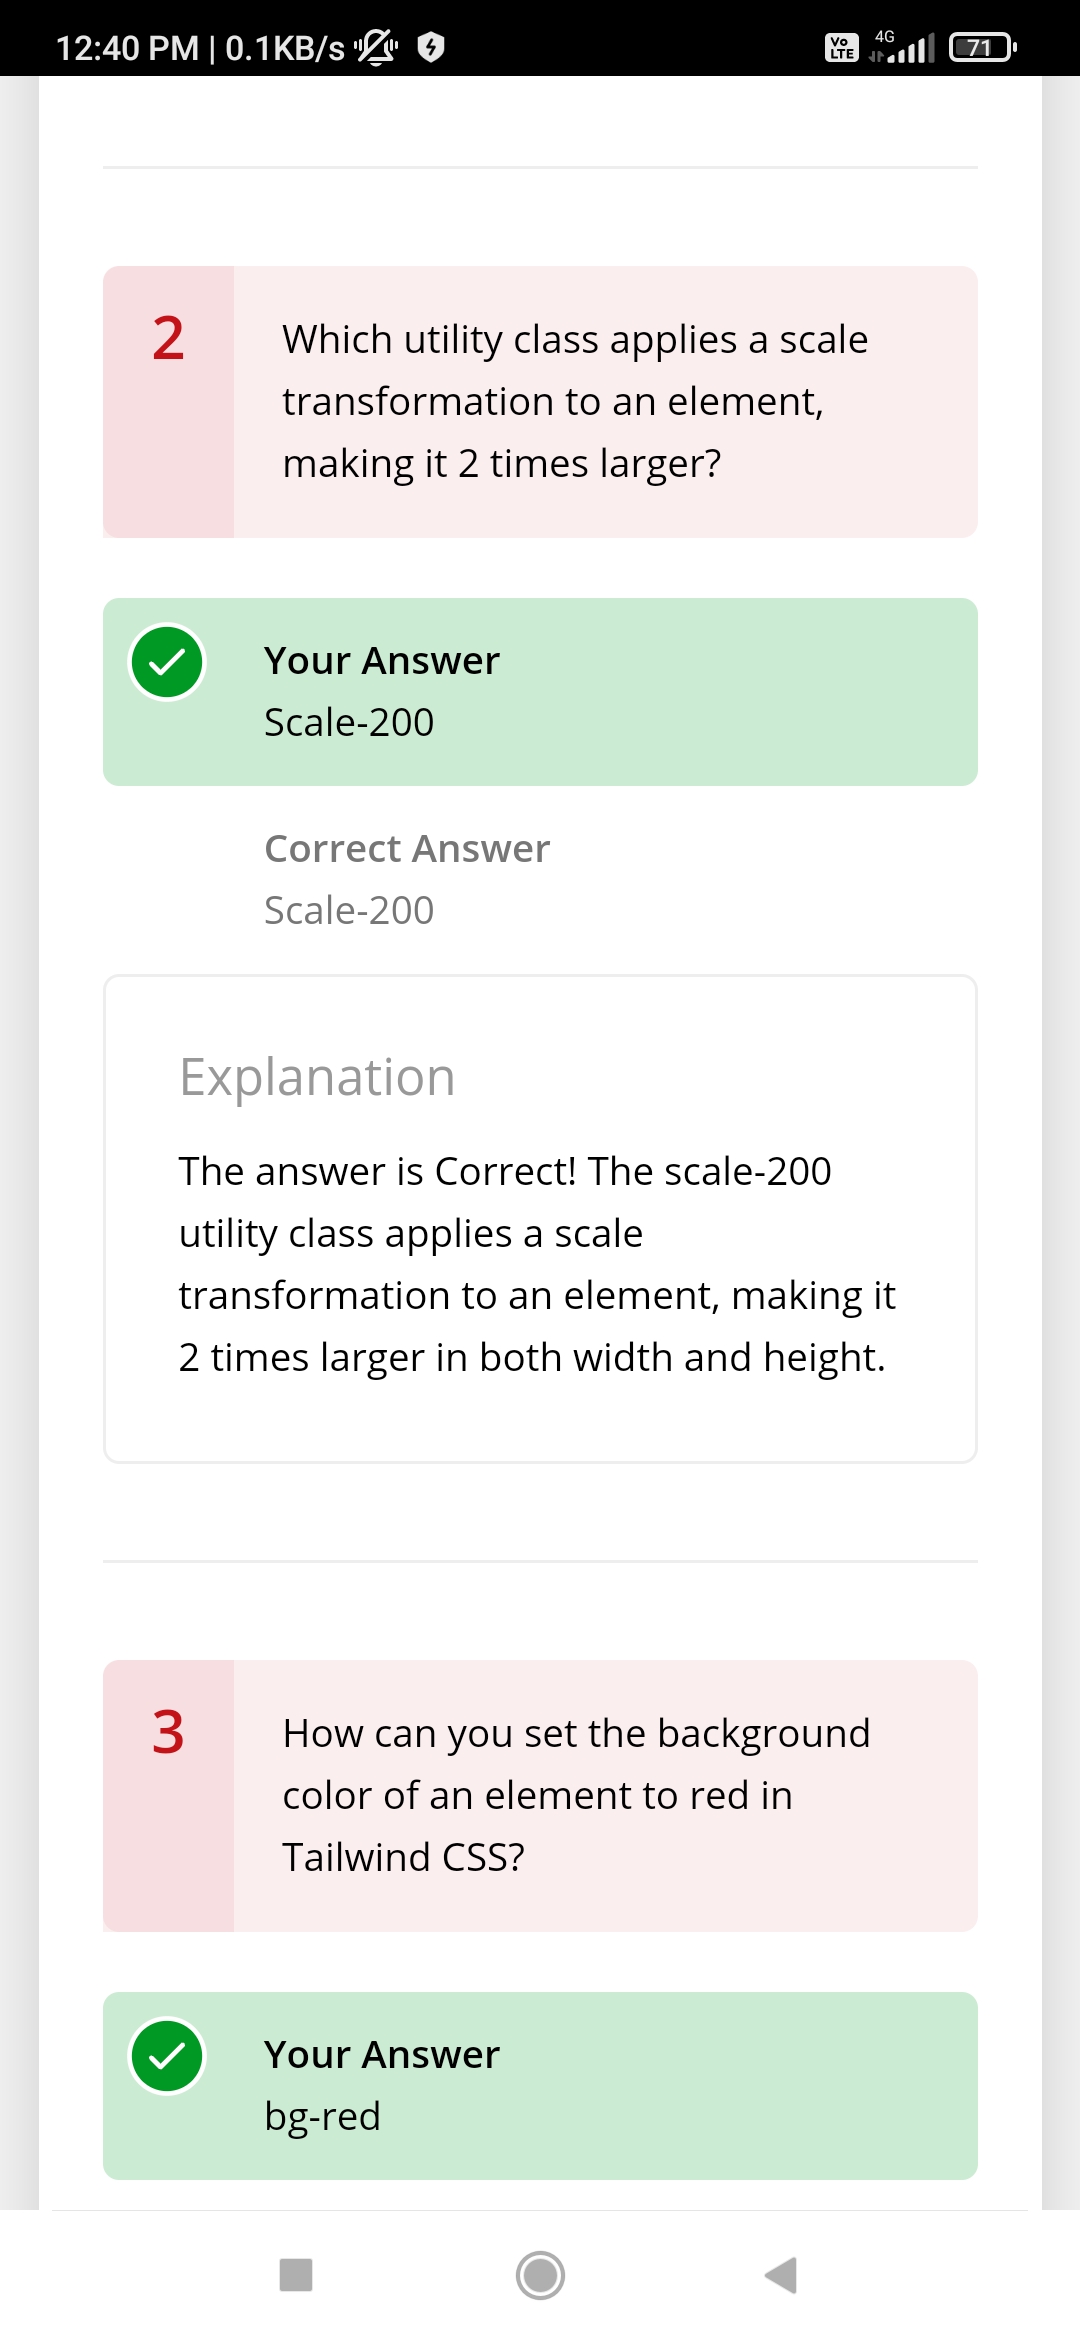 12:40 PM | 0.1KB/s
Vo LTE 4G 71
2
Which utility class applies a scale
transformation to an element,
making it 2 times larger?
Your Answer
Scale-200
Correct Answer
Scale-200
Explanation
The answer is Correct! The scale-200
utility class applies a scale
transformation to an element, making it
2 times larger in both width and height.
3
How can you set the background
color of an element to red in
Tailwind CSS?
Your Answer
bg-red